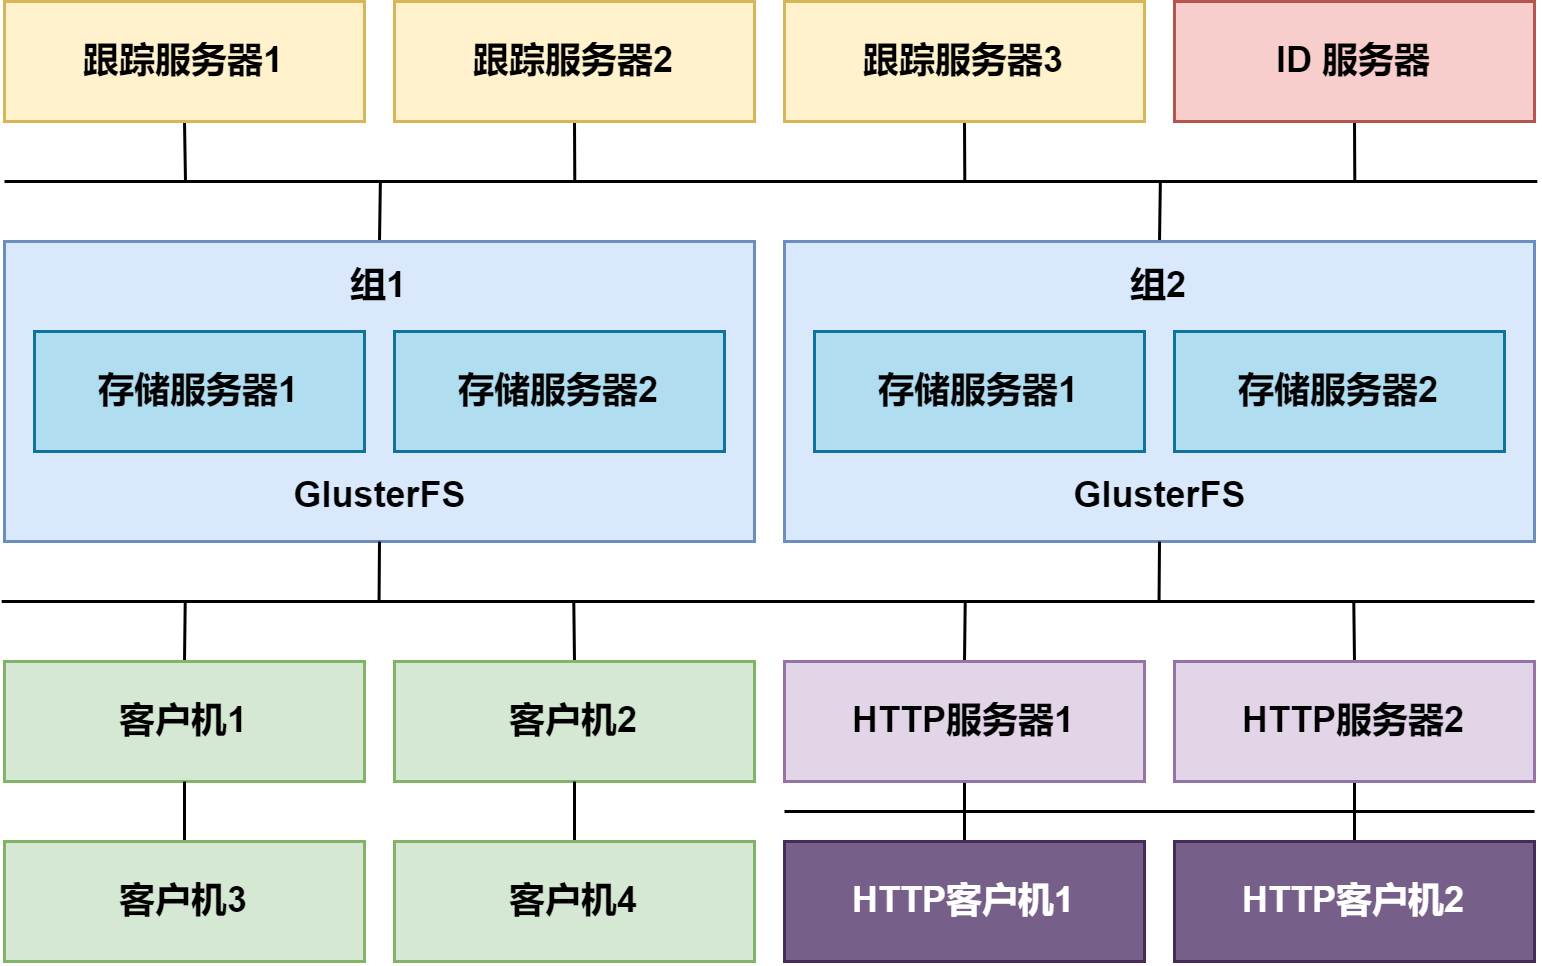 跟踪服务器1
跟踪服务器2
跟踪服务器3
ID 服务器
组1
组2
存储服务器1
存储服务器2
存储服务器1
存储服务器2
GlusterFS
GlusterFS
客户机1
客户机2
HTTP服务器1
HTTP服务器2
客户机3
客户机4
HTTP客户机1
HTTP客户机2